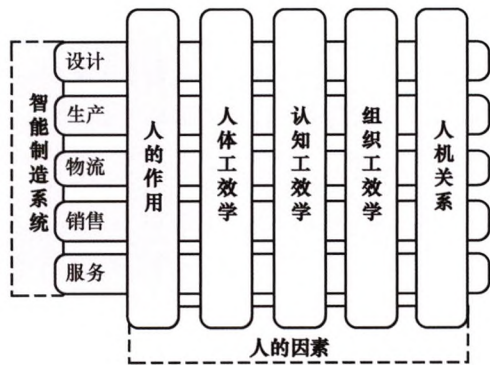 智能制造系统
设计
生产
物流
销售
服务
人的作用
人体工效学
认知工效学
组织工效学
人机关系
人的因素